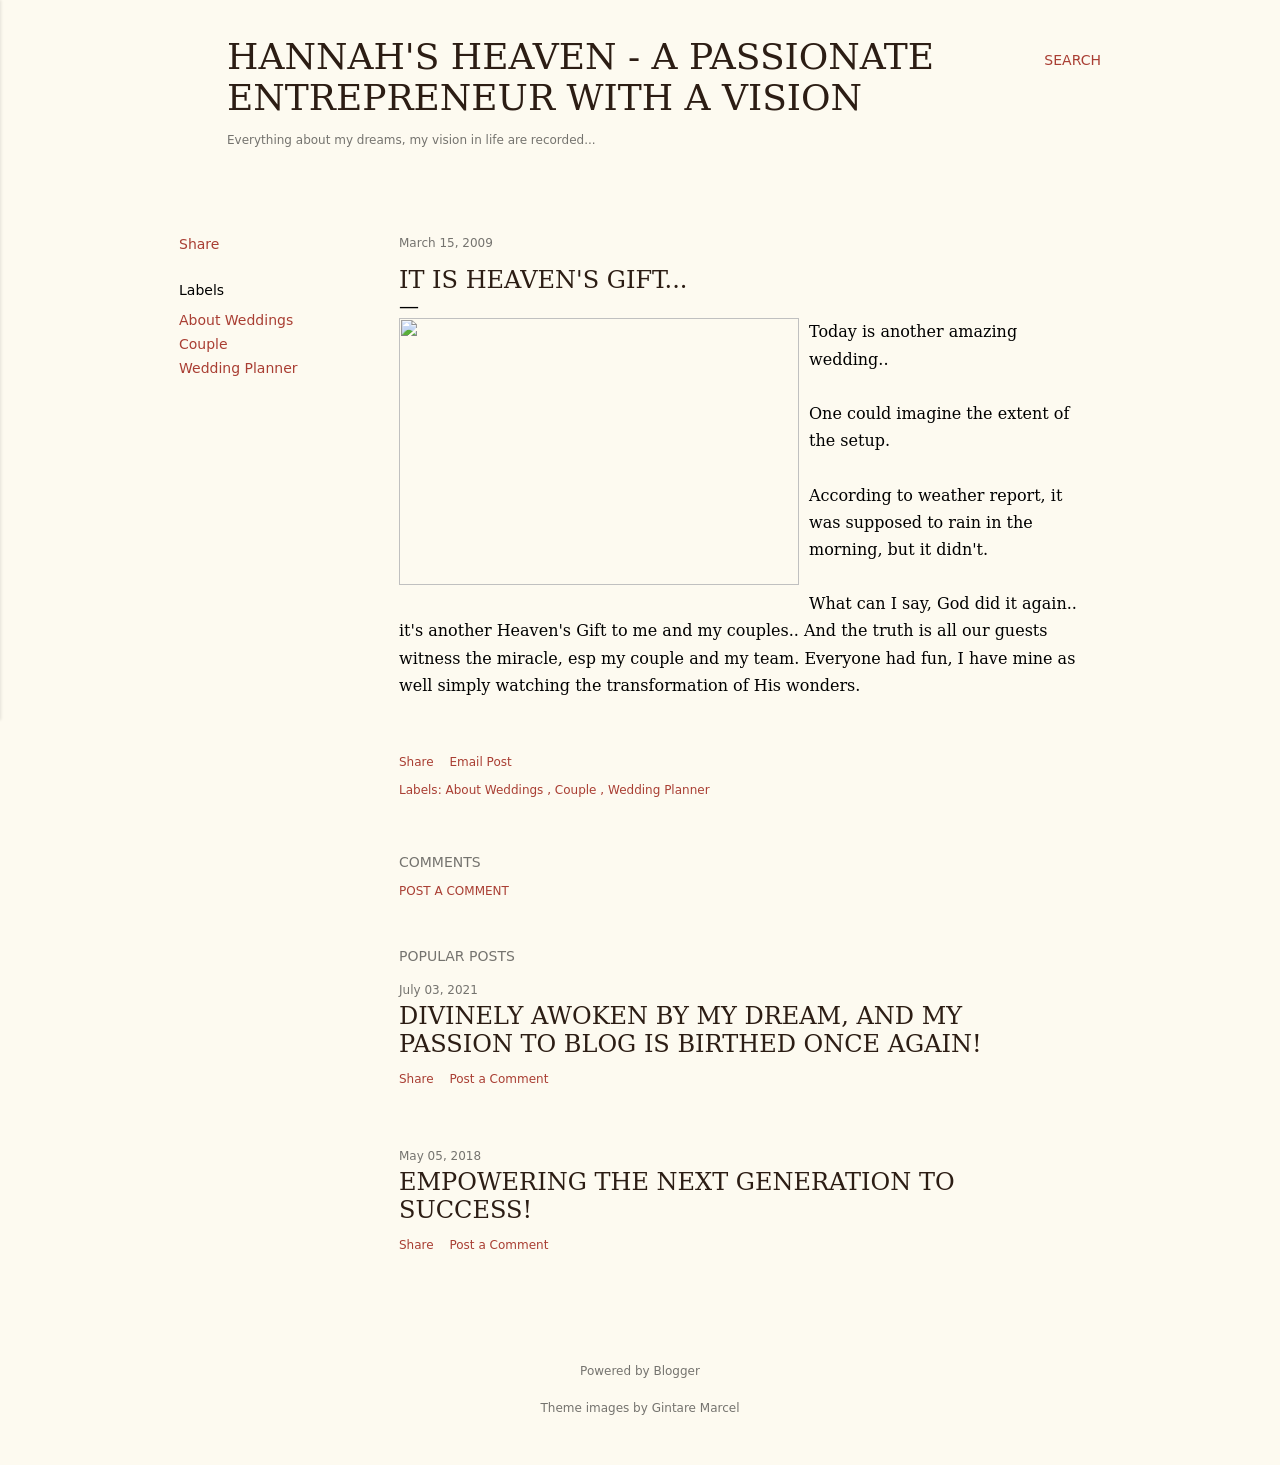 HANNAH'S HEAVEN - A PASSIONATE
ENTREPRENEUR WITH A VISION
SEARCH
Everything about my dreams, my vision in life are recorded...
Share
Labels
About Weddings
Couple
Wedding Planner
March 15, 2009
IT IS HEAVEN'S GIFT...
Today is another amazing
wedding..
One could imagine the extent of
the setup.
According to weather report, it
was supposed to rain in the
morning, but it didn't.
What can I say, God did it again..
it's another Heaven's Gift to me and my couples.. And the truth is all our guests
witness the miracle, esp my couple and my team. Everyone had fun, I have mine as
well simply watching the transformation of His wonders.
Share Email Post
Labels: About Weddings , Couple , Wedding Planner
COMMENTS
POST A COMMENT
POPULAR POSTS
July 03, 2021
DIVINELY AWOKEN BY MY DREAM, AND MY
PASSION TO BLOG IS BIRTHED ONCE AGAIN!
Share Post a Comment
May 05, 2018
EMPOWERING THE NEXT GENERATION TO
SUCCESS!
Share Post a Comment
Powered by Blogger
Theme images by Gintare Marcel